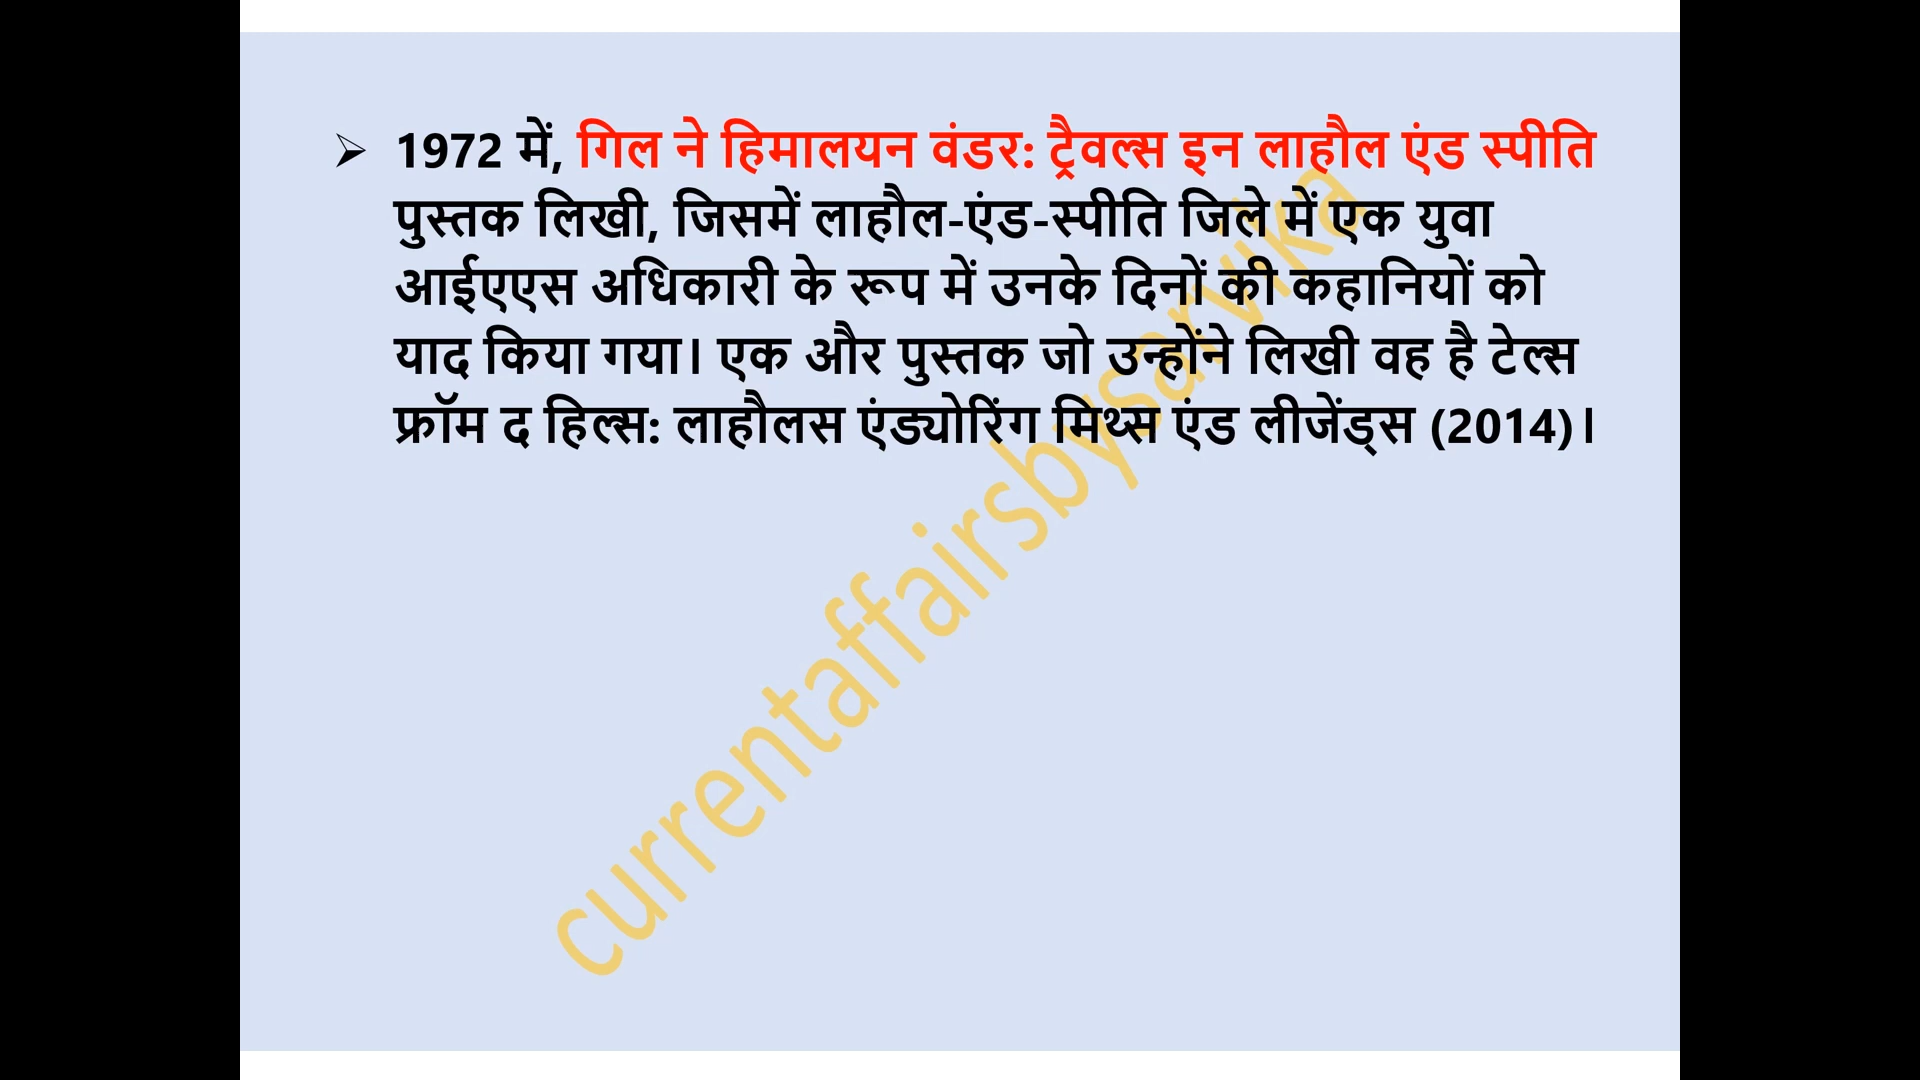 ➢ 1972 में, गिल ने हिमालयन वंडर: ट्रैवल्स इन लाहौल एंड स्पीति
पुस्तक लिखी, जिसमें लाहौल-एंड-स्पीति जिले में एक युवा
आईएएस अधिकारी के रूप में उनके दिनों की कहानियों को
याद किया गया। एक और पुस्तक जो उन्होंने लिखी वह है टेल्स
फ्रॉम द हिल्स: लाहौलस एंड्योरिंग मिथ्स एंड लीजेंड्स (2014)।
currentaffairsbysarvika